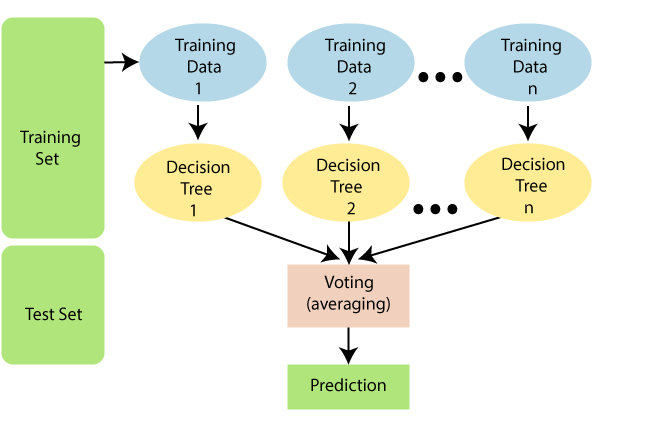 Training
Set
Training
Data
1
Training
Data
2
Training
Data
n
Decision
Tree
1
Decision
Tree
2
Decision
Tree
n
Test Set
Voting
(averaging)
Prediction